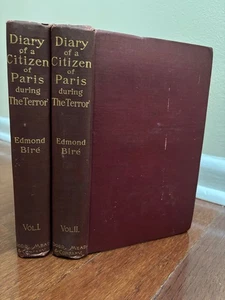 Diary
of a
Citizen
of
Paris
during
"The Terror"
Edmond
Biré
VOL. I.
Diary
of a
Citizen
of
Paris
during
"The Terror"
Edmond
Biré
VOL. II.